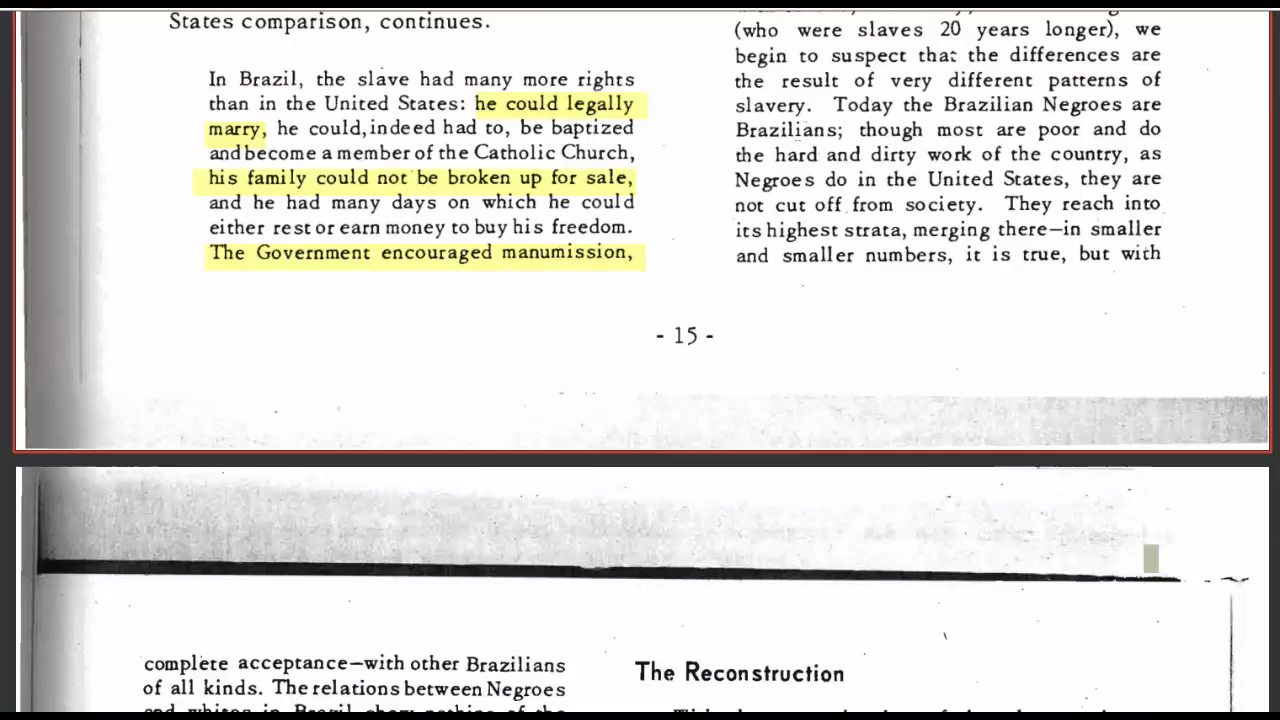 States comparison, continues.
In Brazil, the slave had many more rights
than in the United States: he could legally
marry, he could, indeed had to, be baptized
and become a member of the Catholic Church,
his family could not be broken up for sale,
and he had many days on which he could
either rest or earn money to buy his freedom.
The Government encouraged manumission,
(who were slaves 20 years longer), we
begin to suspect that the differences are
the result of very different patterns of
slavery. Today the Brazilian Negroes are
Brazilians; though most are poor and do
the hard and dirty work of the country, as
Negroes do in the United States, they are
not cut off from society. They reach into
its highest strata, merging there—in smaller
and smaller numbers, it is true, but with
- 15 -
complete acceptance—with other Brazilians
of all kinds. The relations between Negroes
and whites in Brazil show nothing of the
The Reconstruction